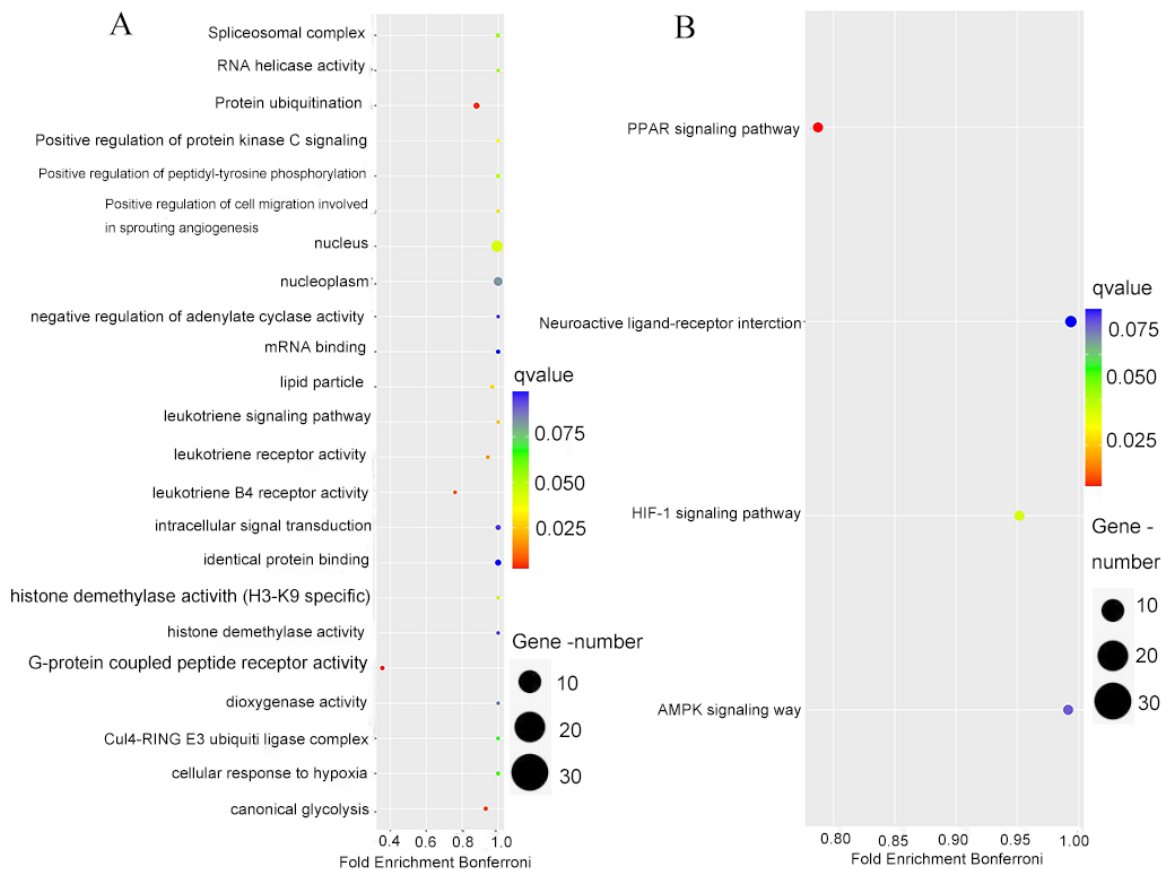 A
Spliceosomal complex
RNA helicase activity
Protein ubiquitination
Positive regulation of protein kinase C signaling
Positive regulation of peptidyl-tyrosine phosphorylation
Positive regulation of cell migration involved
in sprouting angiogenesis
nucleus
nucleoplasm
negative regulation of adenylate cyclase activity
mRNA binding
lipid particle
leukotriene signaling pathway
leukotriene receptor activity
leukotriene B4 receptor activity
intracellular signal transduction
identical protein binding
histone demethylase activith (H3-K9 specific)
histone demethylase activity
G-protein coupled peptide receptor activity
dioxygenase activity
Cul4-RING E3 ubiquiti ligase complex
cellular response to hypoxia
canonical glycolysis
0.4 0.6 0.8 1.0
Fold Enrichment Bonferroni
qvalue
0.075
0.050
0.025
Gene -number
10
20
30
B
PPAR signaling pathway
Neuroactive ligand-receptor interction
HIF-1 signaling pathway
AMPK signaling way
0.80 0.85 0.90 0.95 1.00
Fold Enrichment Bonferroni
qvalue
0.075
0.050
0.025
Gene -
number
10
20
30